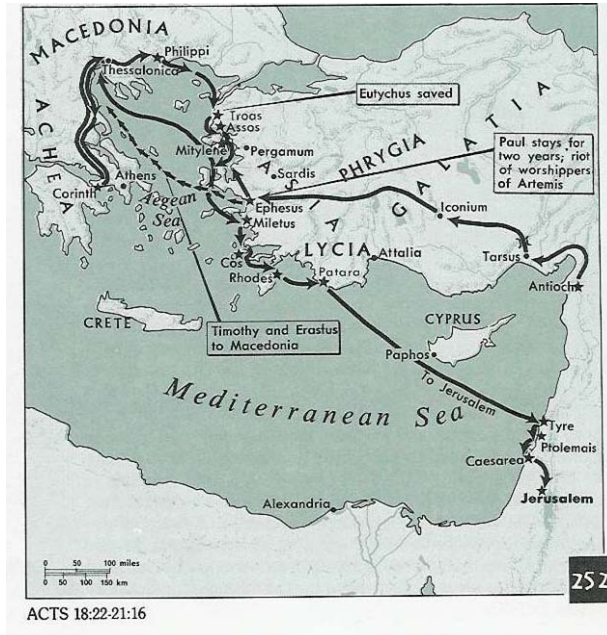 MACEDONIA
Philippi
Thessalonica
Eutychus saved
Troas
Assos
GALATIA
ACHEA
Mitylene
Pergamum
PHRYGIA
Paul stays for
two years; riot
of worshippers
of Artemis
Sardis
ASIA
Athens
Corinth
Aegean
Sea
Ephesus
Iconium
Miletus
LYCIA
Attalia
Tarsus
Cos
Rhodes
Patara
Antioch
CRETE
Timothy and Erastus
to Macedonia
CYPRUS
Paphos
To Jerusalem
Mediterranean Sea
Tyre
Ptolemais
Caesarea
Jerusalem
Alexandria
0 50 100 miles
0 50 100 150 km
252
ACTS 18:22-21:16